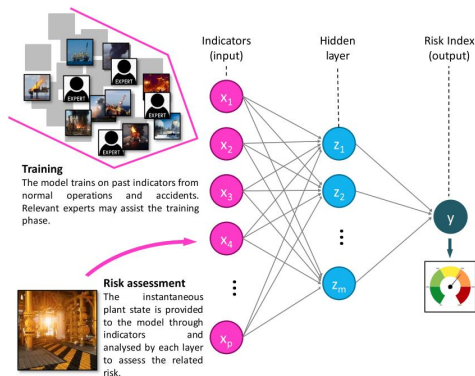 Indicators
(input)
Hidden
layer
Risk Index
(output)
EXPERT
EXPERT
EXPERT
EXPERT
x1
x2
x3
x4
xp
z1
z2
zm
y
Training
The model trains on past indicators from
normal operations and accidents.
Relevant experts may assist the training
phase.
Risk assessment
The instantaneous
plant state is provided
to the model through
indicators and
analysed by each layer
to assess the related
risk.